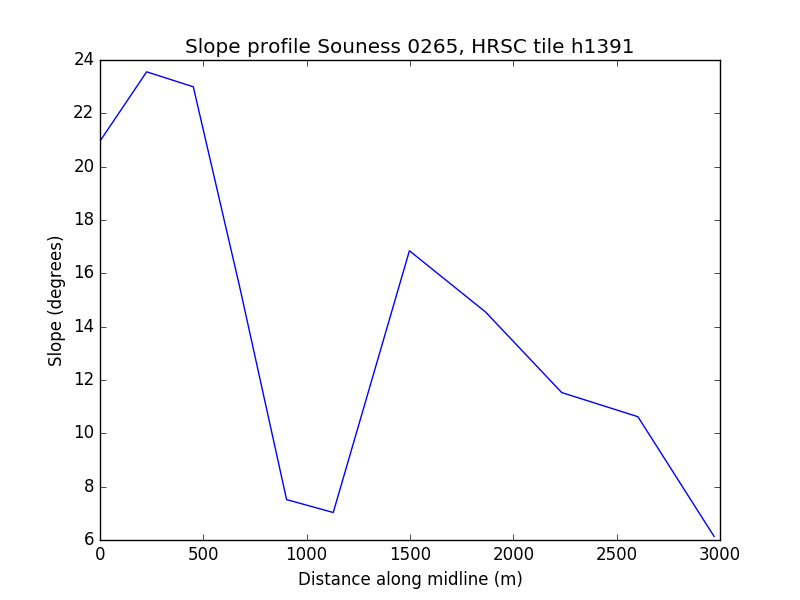 Slope profile Souness 0265, HRSC tile h1391
24
22
20
18
16
14
12
10
8
6
Slope (degrees)
0 500 1000 1500 2000 2500 3000
Distance along midline (m)